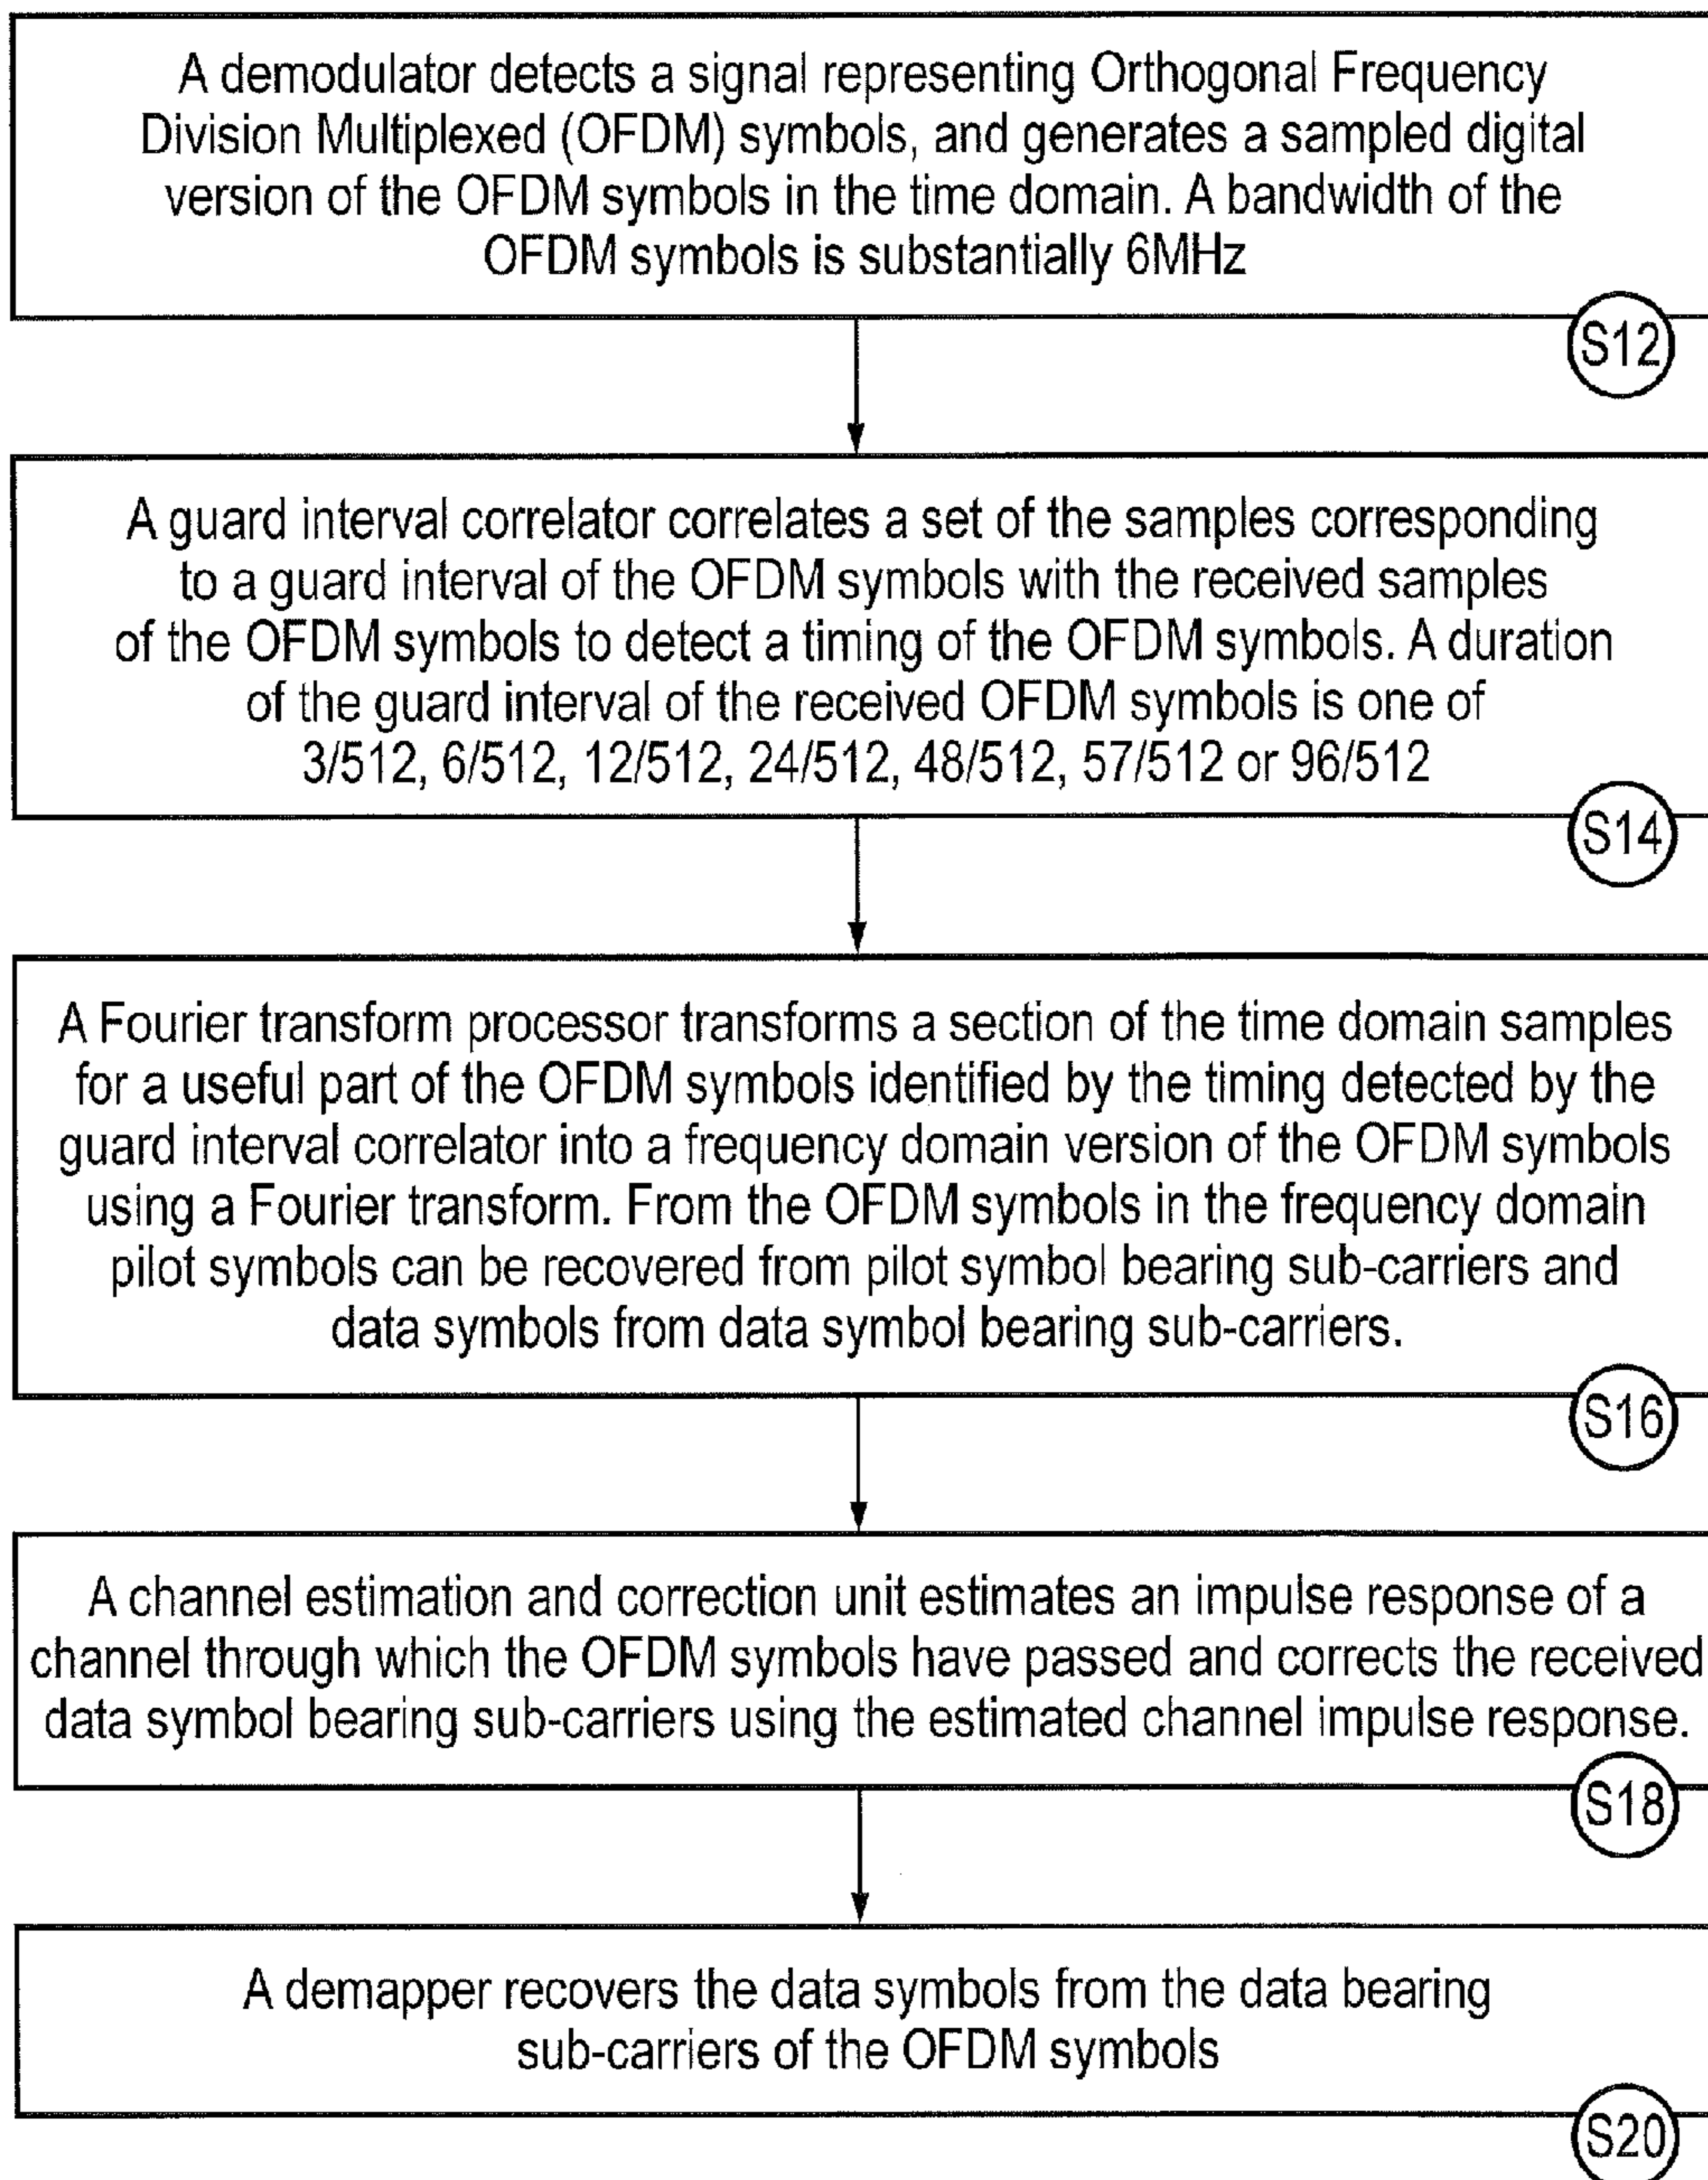 A demodulator detects a signal representing Orthogonal Frequency
Division Multiplexed (OFDM) symbols, and generates a sampled digital
version of the OFDM symbols in the time domain. A bandwidth of the
OFDM symbols is substantially 6MHz
S12
A guard interval correlator correlates a set of the samples corresponding
to a guard interval of the OFDM symbols with the received samples
of the OFDM symbols to detect a timing of the OFDM symbols. A duration
of the guard interval of the received OFDM symbols is one of
3/512, 6/512, 12/512, 24/512, 48/512, 57/512 or 96/512
S14
A Fourier transform processor transforms a section of the time domain samples
for a useful part of the OFDM symbols identified by the timing detected by the
guard interval correlator into a frequency domain version of the OFDM symbols
using a Fourier transform. From the OFDM symbols in the frequency domain
pilot symbols can be recovered from pilot symbol bearing sub-carriers and
data symbols from data symbol bearing sub-carriers.
S16
A channel estimation and correction unit estimates an impulse response of a
channel through which the OFDM symbols have passed and corrects the received
data symbol bearing sub-carriers using the estimated channel impulse response.
S18
A demapper recovers the data symbols from the data bearing
sub-carriers of the OFDM symbols
S20